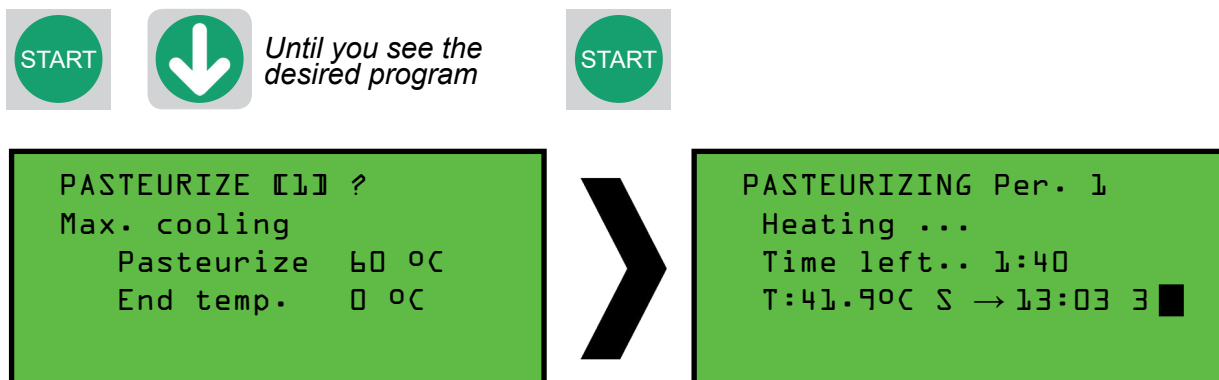 START
Until you see the
desired program
START
PASTEURIZE [1] ?
Max. cooling
Pasteurize 60 ºC
End temp. 0 ºC
PASTEURIZING Per. 1
Heating ...
Time left.. 1:40
T:41.9ºC S → 13:03 3